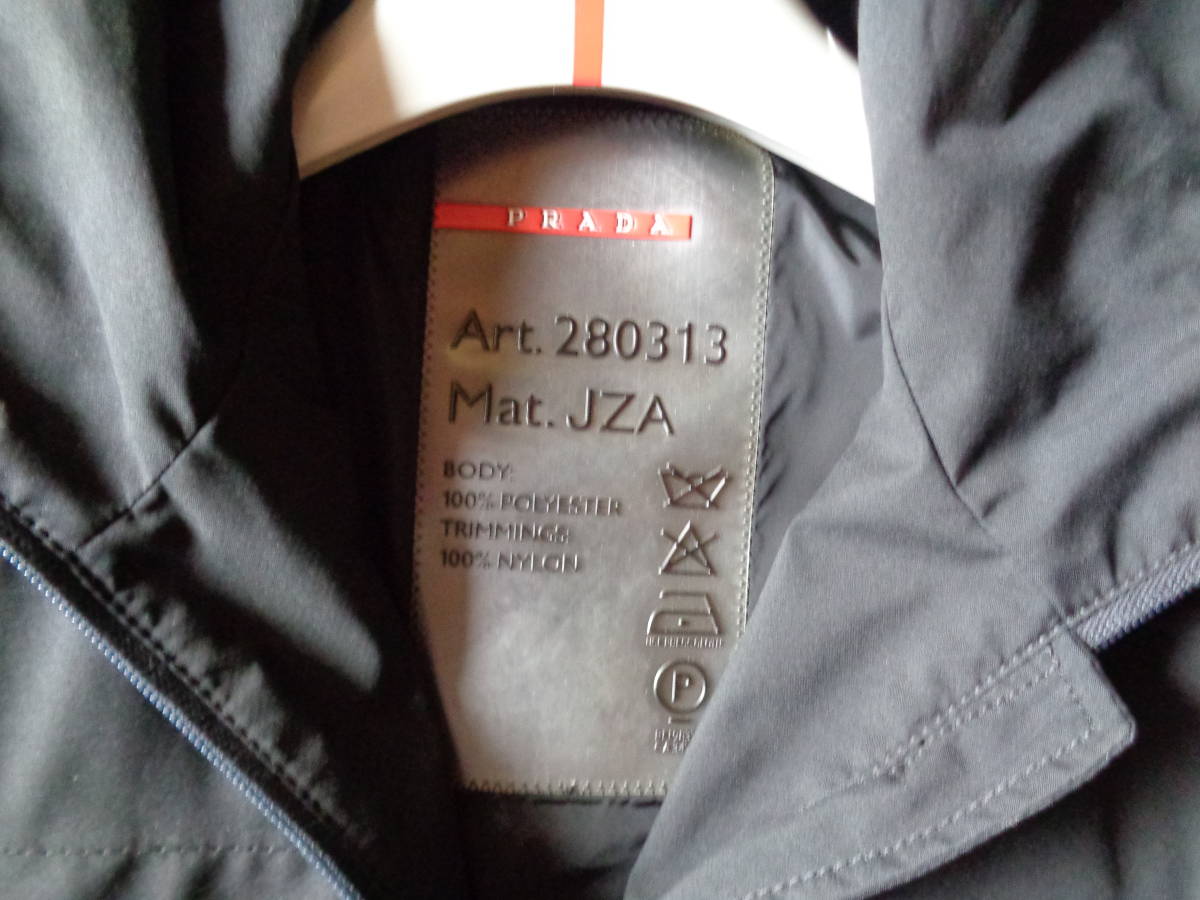 PRADA
Art. 280313
Mat. JZA
BODY:
100% POLYESTER
TRIMMINGS:
100% NYLON
P